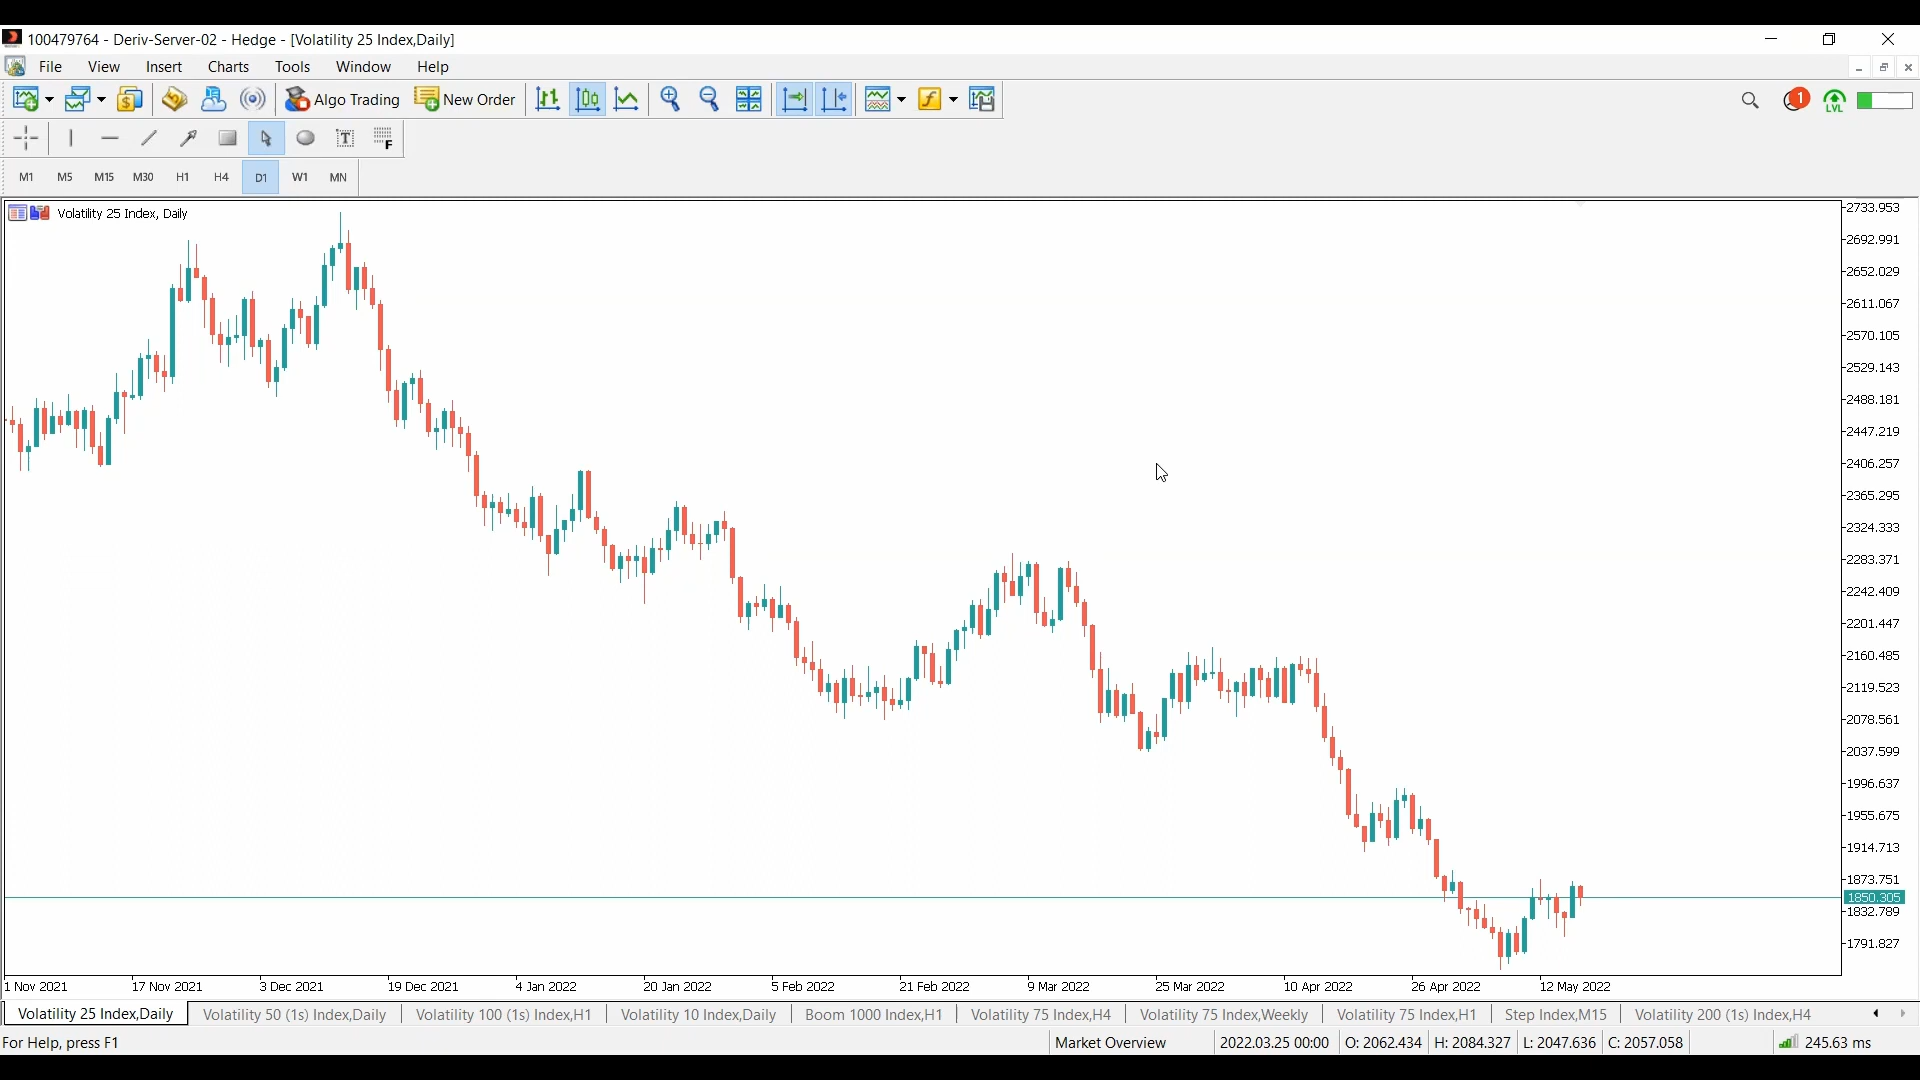 100479764 - Deriv-Server-02 - Hedge - [Volatility 25 Index,Daily]
File View Insert Charts Tools Window Help
Algo Trading New Order 1 LVL
T F
M1 M5 M15 M30 H1 H4 D1 W1 MN
Volatility 25 Index, Daily
2733.953
2692.991
2652.029
2611.067
2570.105
2529.143
2488.181
2447.219
2406.257
2365.295
2324.333
2283.371
2242.409
2201.447
2160.485
2119.523
2078.561
2037.599
1996.637
1955.675
1914.713
1873.751
1850.305
1832.789
1791.827
1 Nov 2021 17 Nov 2021 3 Dec 2021 19 Dec 2021 4 Jan 2022 20 Jan 2022 5 Feb 2022 21 Feb 2022 9 Mar 2022 25 Mar 2022 10 Apr 2022 26 Apr 2022 12 May 2022
Volatility 25 Index,Daily Volatility 50 (1s) Index,Daily Volatility 100 (1s) Index,H1 Volatility 10 Index,Daily Boom 1000 Index,H1 Volatility 75 Index,H4 Volatility 75 Index,Weekly Volatility 75 Index,H1 Step Index,M15 Volatility 200 (1s) Index,H4
For Help, press F1 Market Overview 2022.03.25 00:00 O: 2062.434 H: 2084.327 L: 2047.636 C: 2057.058 245.63 ms